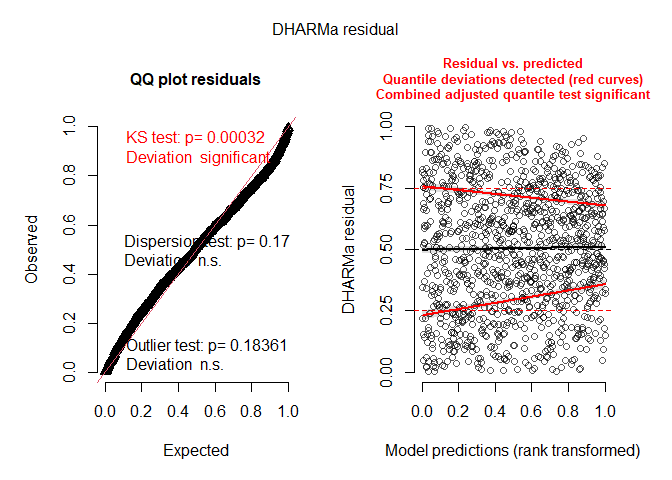 DHARMa residual
QQ plot residuals
KS test: p= 0.00032
Deviation significant
Dispersion test: p= 0.17
Deviation n.s.
Outlier test: p= 0.18361
Deviation n.s.
Observed
0.0
0.2
0.4
0.6
0.8
1.0
0.0
0.2
0.4
0.6
0.8
1.0
Expected
Residual vs. predicted
Quantile deviations detected (red curves)
Combined adjusted quantile test significant
DHARMa residual
0.00
0.25
0.50
0.75
1.00
0.0
0.2
0.4
0.6
0.8
1.0
Model predictions (rank transformed)